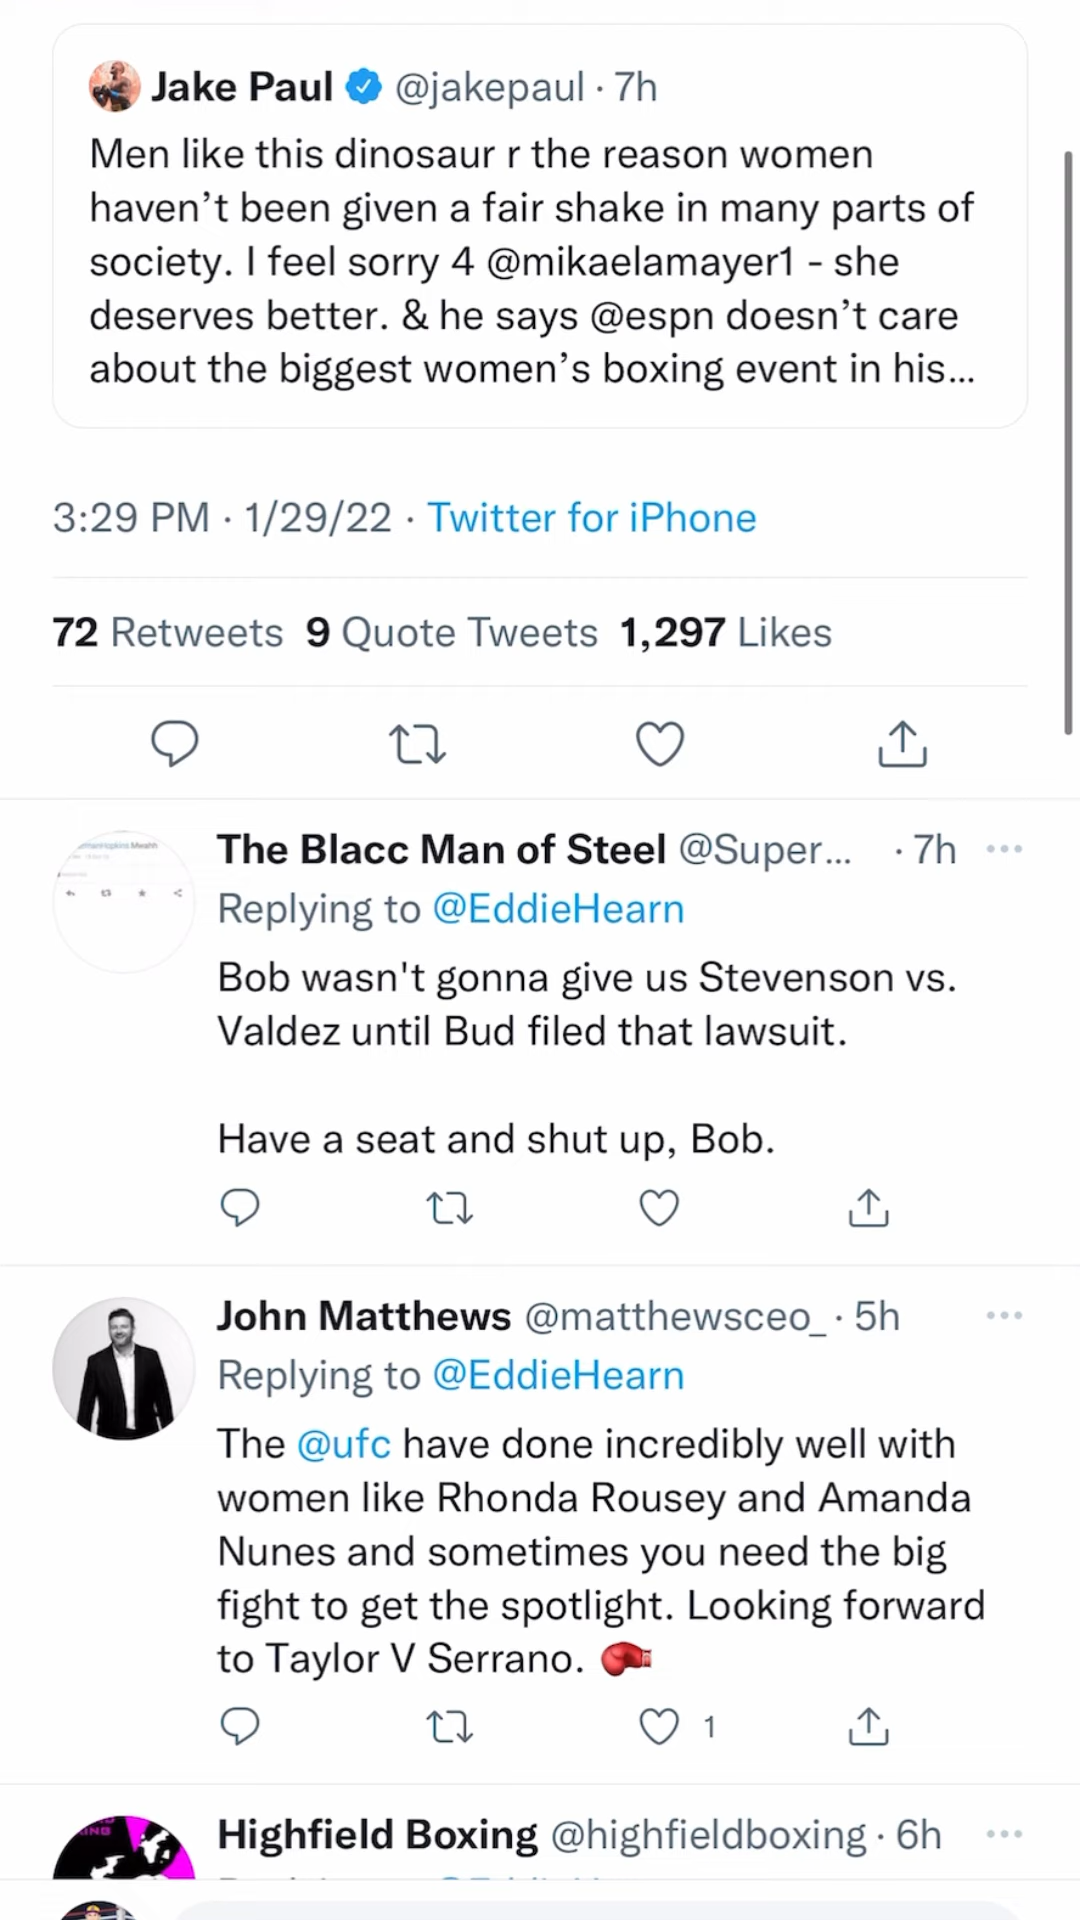 Jake Paul @jakepaul · 7h
Men like this dinosaur r the reason women
haven’t been given a fair shake in many parts of
society. I feel sorry 4 @mikaelamayer1 - she
deserves better. & he says @espn doesn’t care
about the biggest women’s boxing event in his...
3:29 PM · 1/29/22 · Twitter for iPhone
72 Retweets 9 Quote Tweets 1,297 Likes
The Blacc Man of Steel @Super... · 7h
Replying to @EddieHearn
Bob wasn't gonna give us Stevenson vs.
Valdez until Bud filed that lawsuit.
Have a seat and shut up, Bob.
John Matthews @matthewsceo_ · 5h
Replying to @EddieHearn
The @ufc have done incredibly well with
women like Rhonda Rousey and Amanda
Nunes and sometimes you need the big
fight to get the spotlight. Looking forward
to Taylor V Serrano. 🥊
1
Highfield Boxing @highfieldboxing · 6h